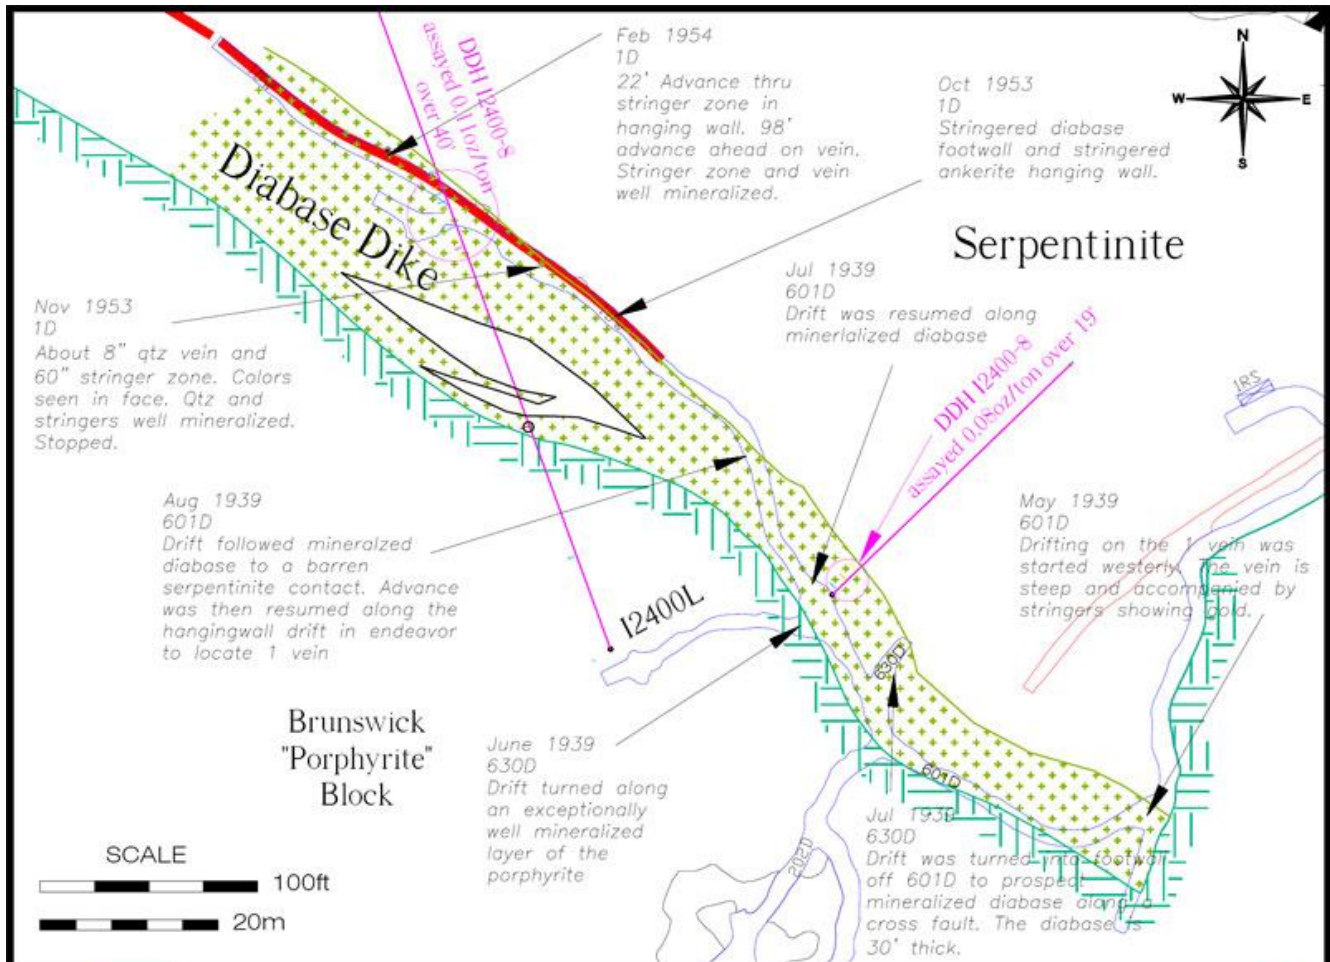 Feb 1954
1D
22' Advance thru
stringer zone in
hanging wall. 98'
advance ahead on vein.
Stringer zone and vein
well mineralized.
Oct 1953
1D
Stringered diabase
footwall and stringered
ankerite hanging wall.
N
W E
S
DDH I2400-8
assayed 0.11oz/ton
over 40'
Diabase Dike
Serpentinite
Jul 1939
601D
Drift was resumed along
minerlalized diabase
Nov 1953
1D
About 8" qtz vein and
60" stringer zone. Colors
seen in face. Qtz and
stringers well mineralized.
Stopped.
DDH I2400-8
assayed 0.08oz/ton over 19'
1RS
Aug 1939
601D
Drift followed mineralzed
diabase to a barren
serpentinite contact. Advance
was then resumed along the
hangingwall drift in endeavor
to locate 1 vein
May 1939
601D
Drifting on the 1 vein was
started westerly. The vein is
steep and accompanied by
stringers showing gold.
I2400L
630D
Brunswick
"Porphyrite"
Block
June 1939
630D
Drift turned along
an exceptionally
well mineralized
layer of the
porphyrite
601D
202D
Jul 1939
630D
Drift was turned into footwall
off 601D to prospect
mineralized diabase along a
cross fault. The diabase is
30' thick.
SCALE
100ft
20m